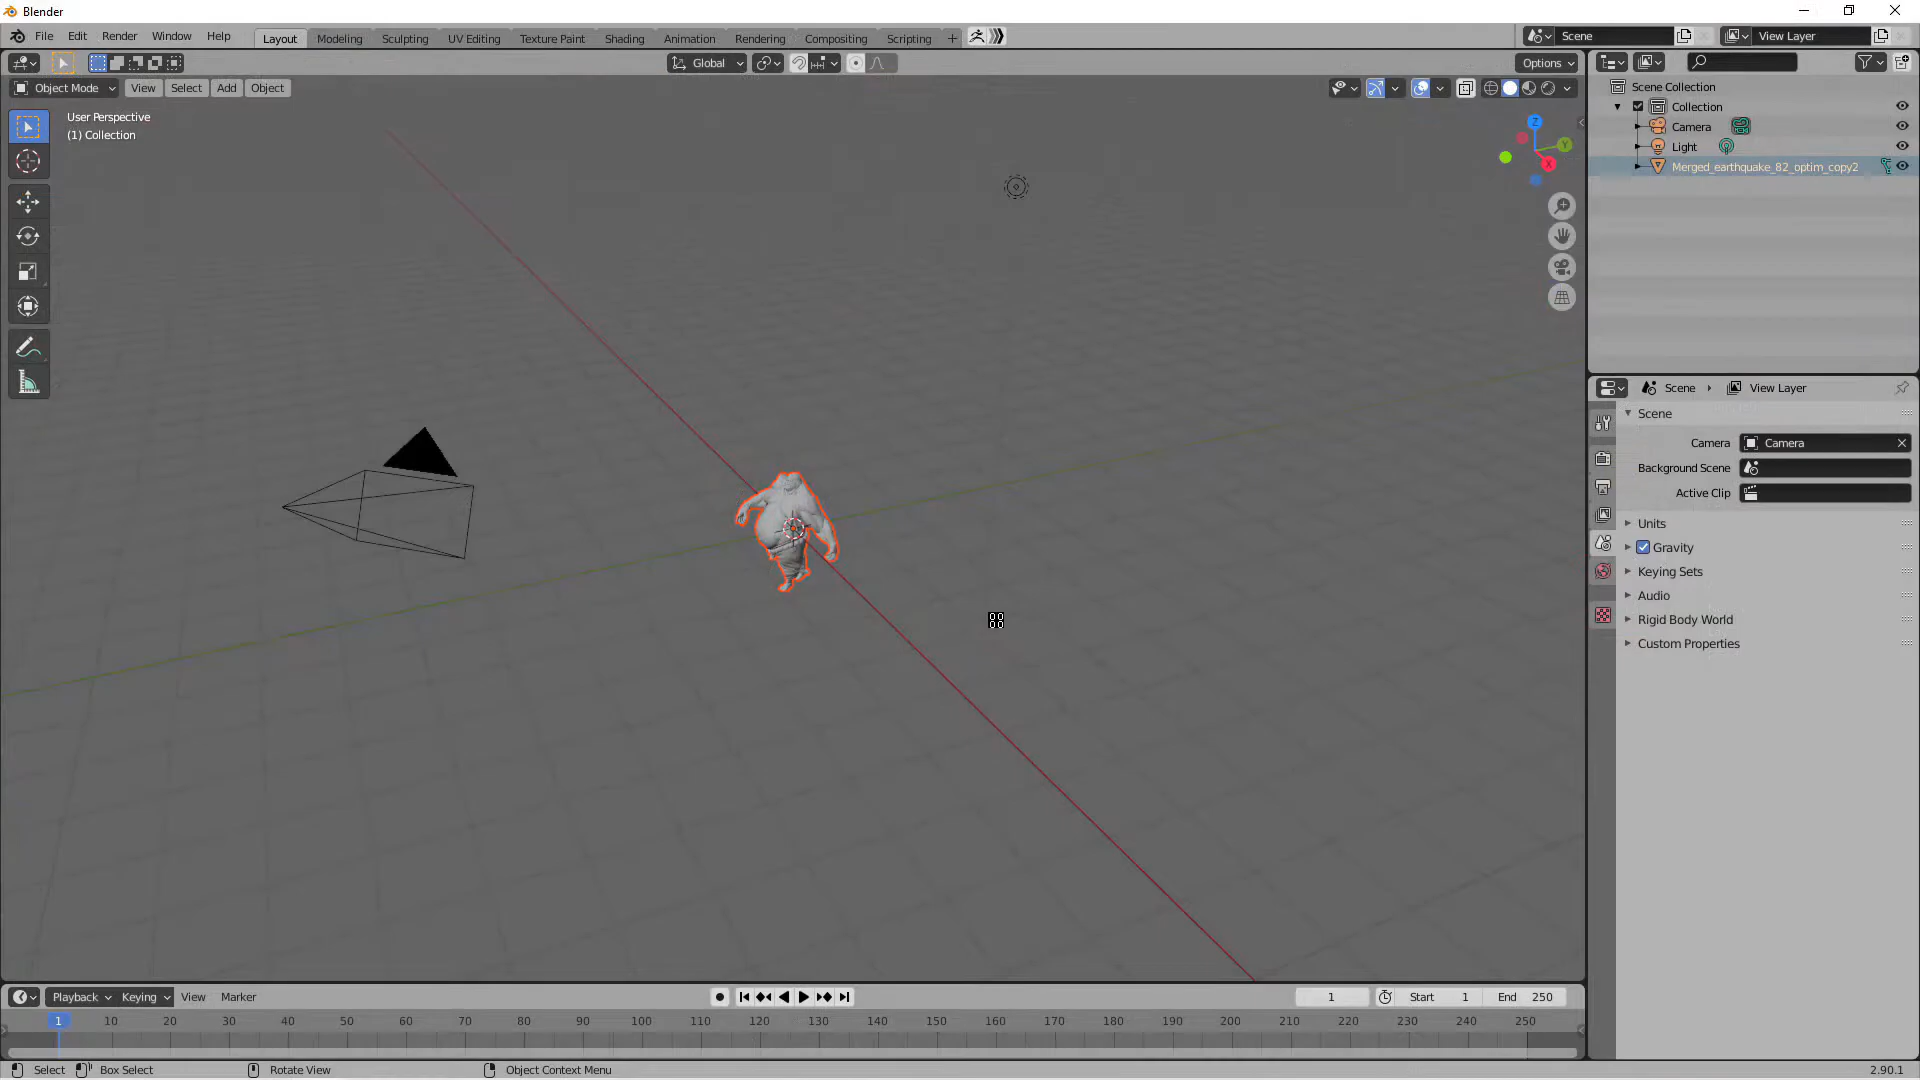 Blender
File Edit Render Window Help
Layout Modeling Sculpting UV Editing Texture Paint Shading Animation Rendering Compositing Scripting +
Scene
View Layer
Global
Options
Object Mode View Select Add Object
User Perspective
(1) Collection
Z
Y
X
Scene Collection
Collection
Camera
Light
Merged_earthquake_82_optim_copy2
Scene View Layer
Scene
Camera Camera
Background Scene
Active Clip
Units
Gravity
Keying Sets
Audio
Rigid Body World
Custom Properties
Playback Keying View Marker
1 Start 1 End 250
1 10 20 30 40 50 60 70 80 90 100 110 120 130 140 150 160 170 180 190 200 210 220 230 240 250
Select Box Select Rotate View Object Context Menu 2.90.1